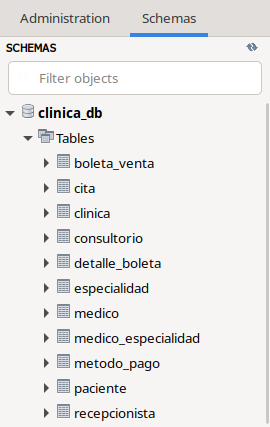 Administration Schemas
SCHEMAS
Filter objects
clinica_db
Tables
boleta_venta
cita
clinica
consultorio
detalle_boleta
especialidad
medico
medico_especialidad
metodo_pago
paciente
recepcionista